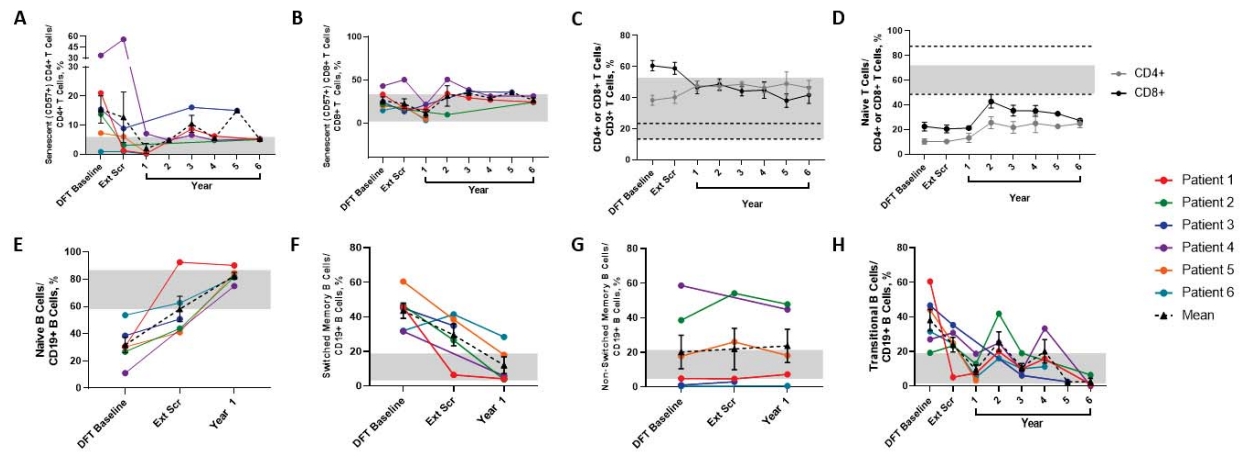 A
Senescent (CD57+) CD4+ T Cells/
CD4+ T Cells, %
60
45
30
30
20
10
0
DFT Baseline
Ext Scr
1
2
3
4
5
6
Year
B
Senescent (CD57+) CD8+ T Cells/
CD8+ T Cells, %
100
50
0
DFT Baseline
Ext Scr
1
2
3
4
5
6
Year
C
CD4+ or CD8+ T Cells/
CD3+ T Cells, %
80
60
40
20
0
DFT Baseline
Ext Scr
1
2
3
4
5
6
Year
D
Naive T Cells/
CD4+ or CD8+ T Cells, %
100
80
60
40
20
0
DFT Baseline
Ext Scr
1
2
3
4
5
6
Year
CD4+
CD8+
E
Naive B Cells/
CD19+ B Cells, %
100
80
60
40
20
0
DFT Baseline
Ext Scr
Year 1
F
Switched Memory B Cells/
CD19+ B Cells, %
80
60
40
20
0
DFT Baseline
Ext Scr
Year 1
G
Non-Switched Memory B Cells/
CD19+ B Cells, %
80
60
40
20
0
DFT Baseline
Ext Scr
Year 1
H
Transitional B Cells/
CD19+ B Cells, %
80
60
40
20
0
DFT Baseline
Ext Scr
1
2
3
4
5
6
Year
Patient 1
Patient 2
Patient 3
Patient 4
Patient 5
Patient 6
Mean